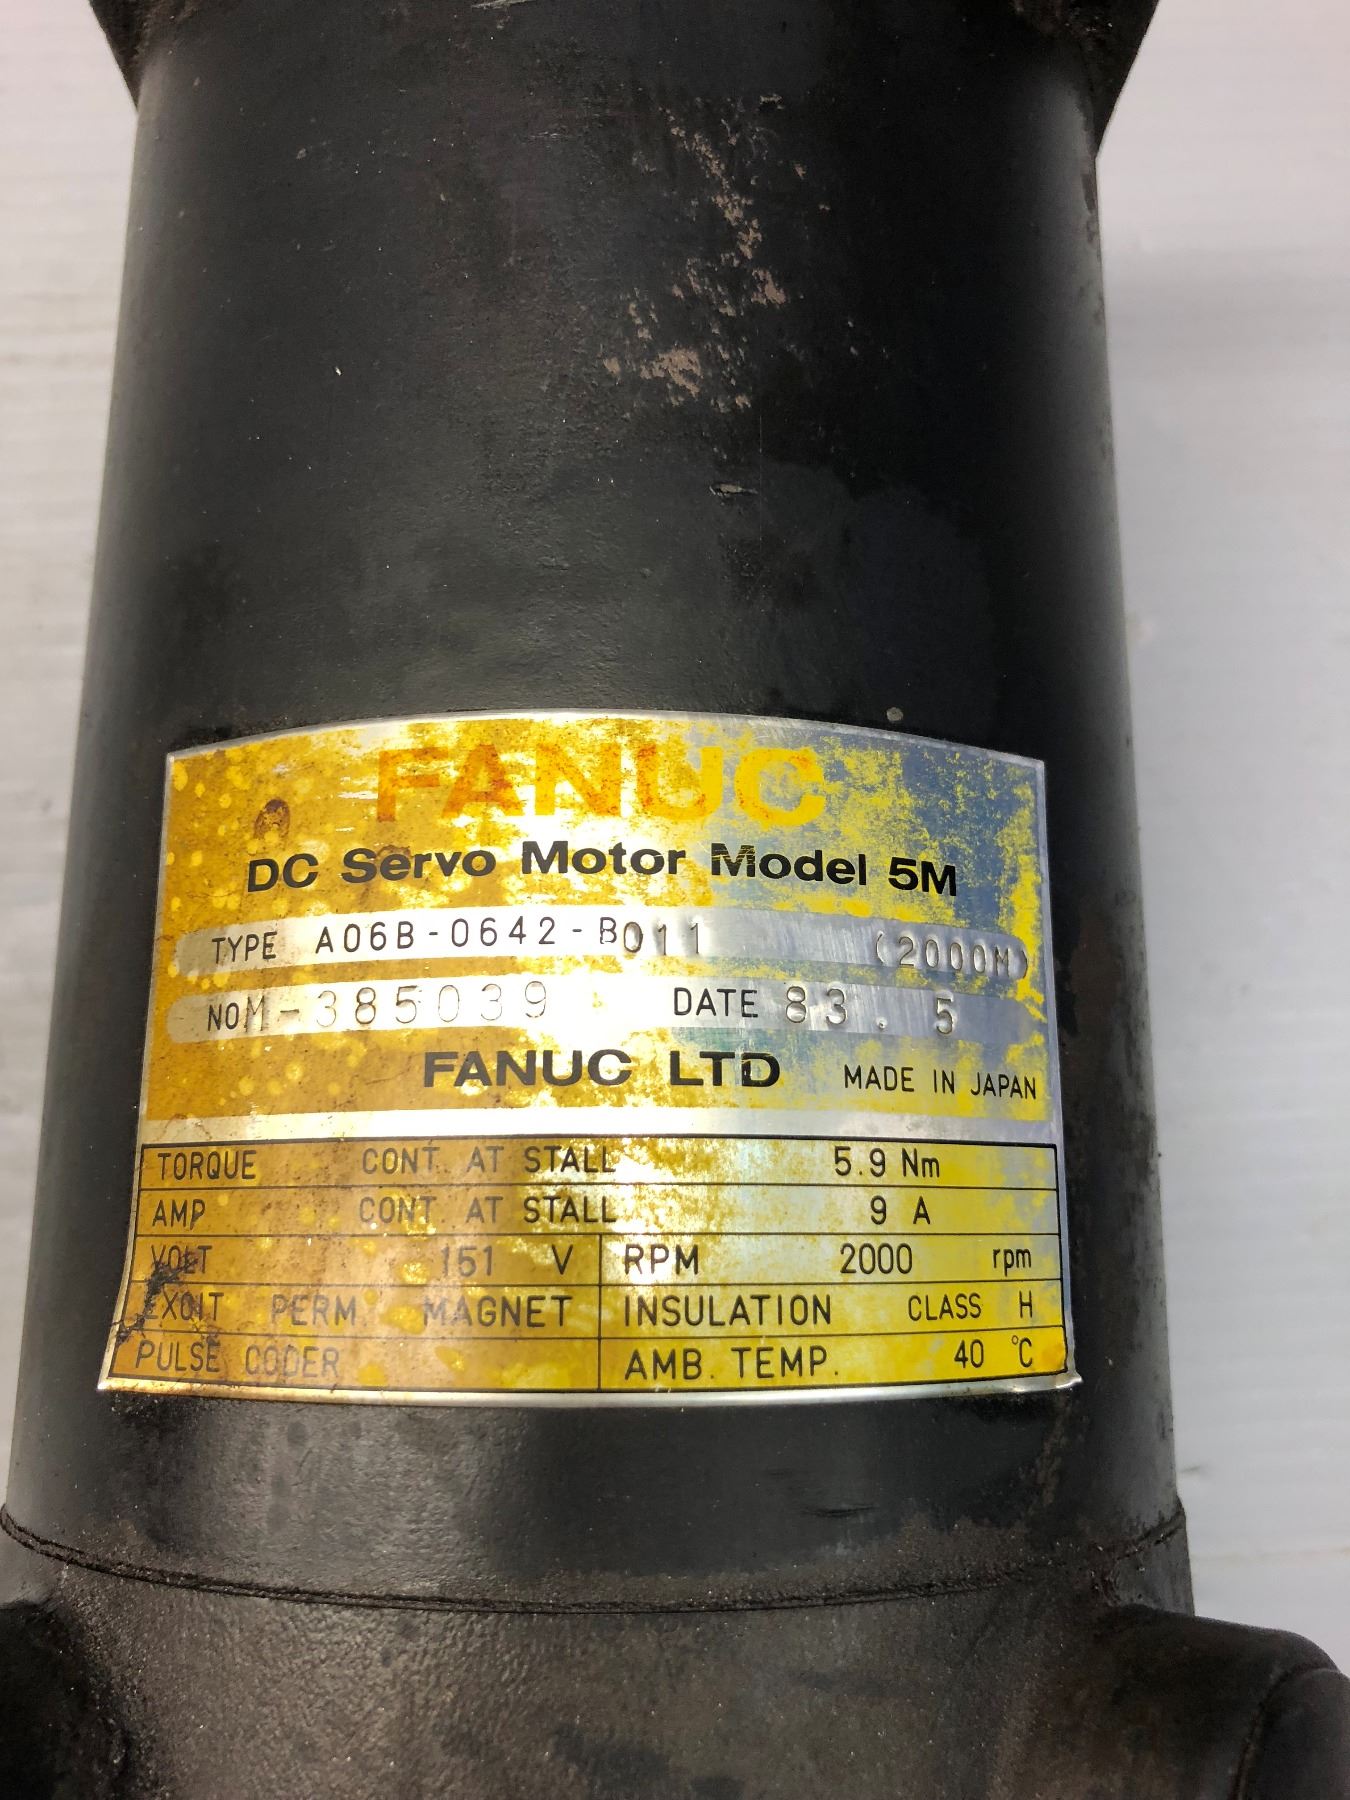 FANUC
DC Servo Motor Model 5M
TYPE A06B-0642-B011 (2000M)
NO M-385039 DATE 83.5
FANUC LTD MADE IN JAPAN
TORQUE CONT. AT STALL 5.9 Nm
AMP CONT. AT STALL 9 A
VOLT 151 V RPM 2000 rpm
EXCIT PERM. MAGNET INSULATION CLASS H
PULSE CODER AMB. TEMP. 40 °C